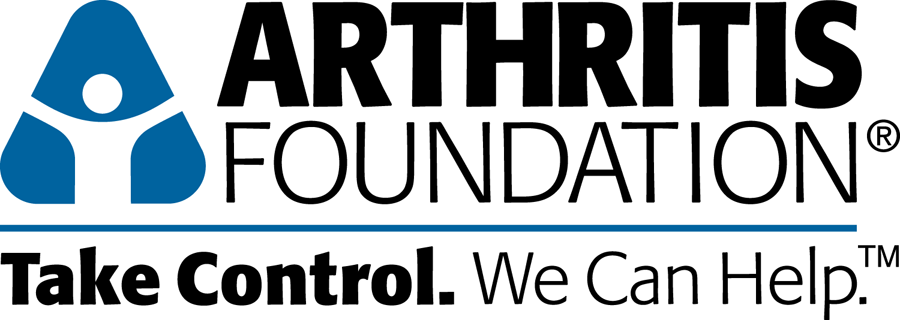 ARTHRITIS
FOUNDATION®
Take Control. We Can Help.™